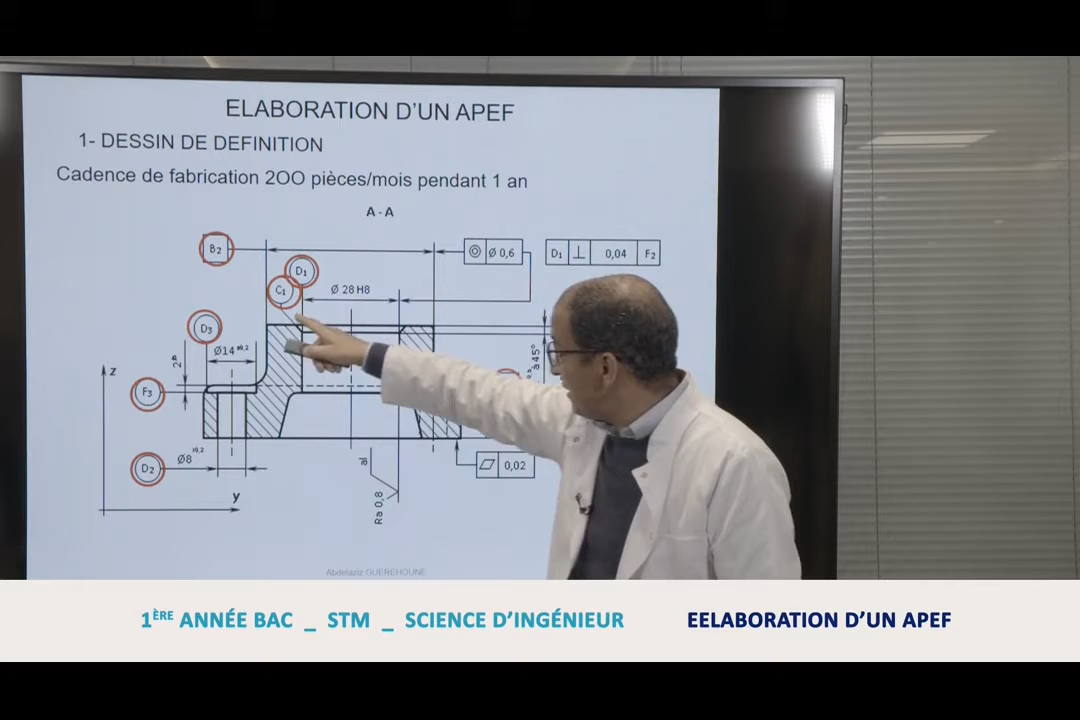 ELABORATION D'UN APEF
1- DESSIN DE DEFINITION
Cadence de fabrication 2OO pièces/mois pendant 1 an
A - A
B2
Ø 0,6
D1 ⊥ 0,04 F2
D1
C1
Ø 28 H8
D3
Ø14
à 45°
z
F3
D2
Ø8
0,02
y
al
Ra 0,8
Abdelaziz GUEREHOUNE
1ÈRE ANNÉE BAC _ STM _ SCIENCE D'INGÉNIEUR
EELABORATION D'UN APEF